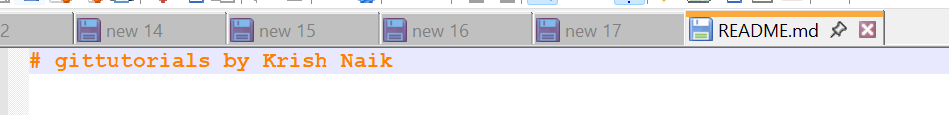 2
new 14
new 15
new 16
new 17
README.md
# gittutorials by Krish Naik